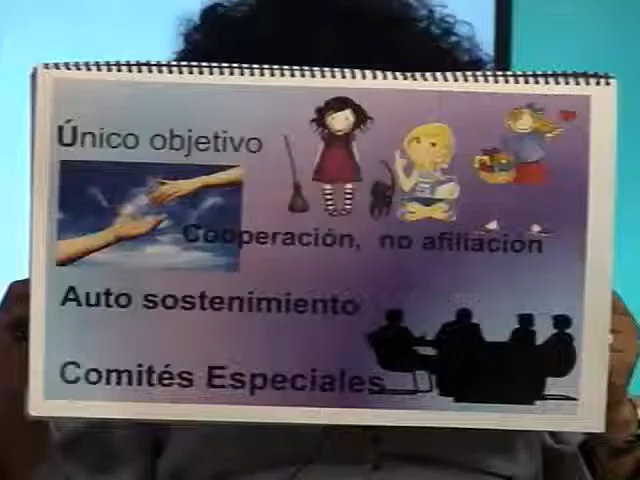 Único objetivo
Cooperación, no afiliación
Auto sostenimiento
Comités Especiales